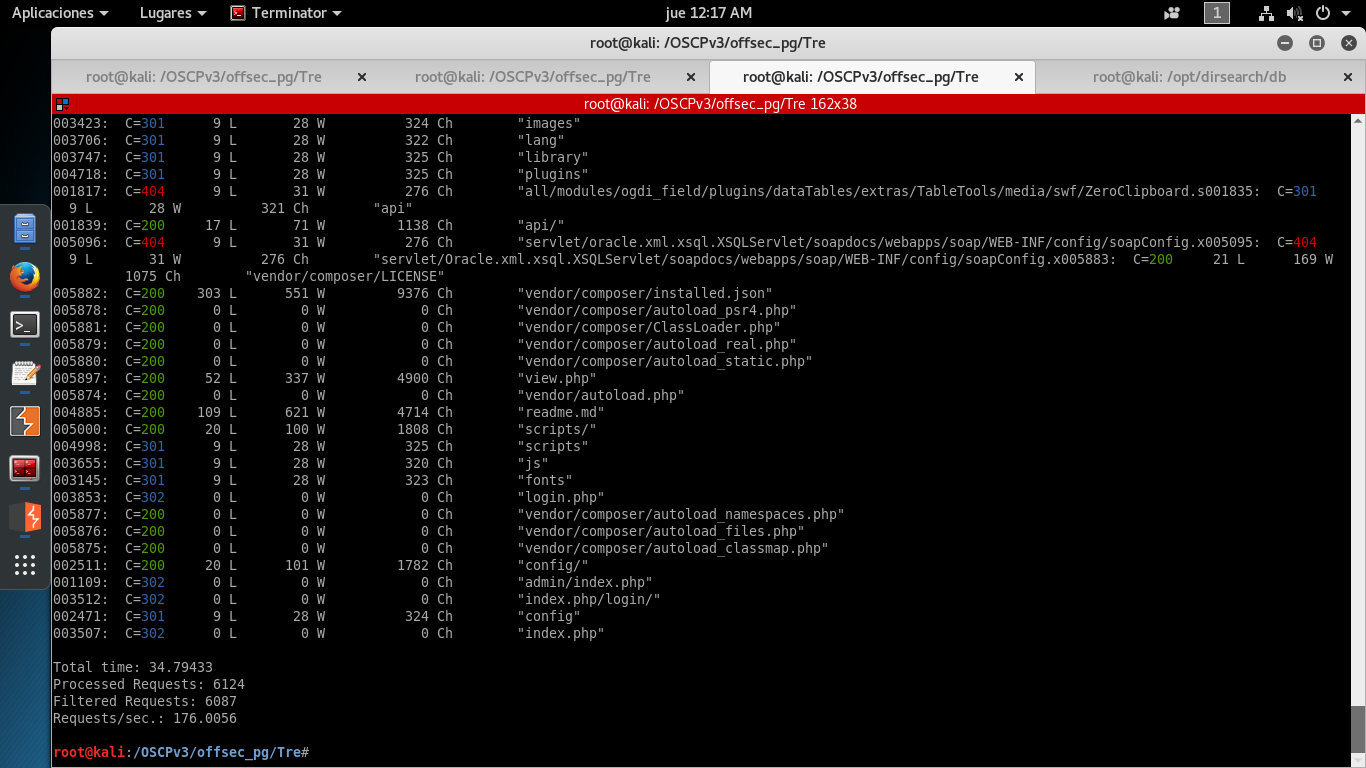 Aplicaciones Lugares Terminator jue 12:17 AM 1
root@kali: /OSCPv3/offsec_pg/Tre
root@kali: /OSCPv3/offsec_pg/Tre root@kali: /OSCPv3/offsec_pg/Tre root@kali: /OSCPv3/offsec_pg/Tre root@kali: /opt/dirsearch/db
root@kali: /OSCPv3/offsec_pg/Tre 162x38
003423:  C=301      9 L       28 W          324 Ch        "images"
003706:  C=301      9 L       28 W          322 Ch        "lang"
003747:  C=301      9 L       28 W          325 Ch        "library"
004718:  C=301      9 L       28 W          325 Ch        "plugins"
001817:  C=404      9 L       31 W          276 Ch        "all/modules/ogdi_field/plugins/dataTables/extras/TableTools/media/swf/ZeroClipboard.s001835:  C=301
  9 L       28 W          321 Ch        "api"
001839:  C=200     17 L       71 W         1138 Ch        "api/"
005096:  C=404      9 L       31 W          276 Ch        "servlet/oracle.xml.xsql.XSQLServlet/soapdocs/webapps/soap/WEB-INF/config/soapConfig.x005095:  C=404
  9 L       31 W          276 Ch        "servlet/Oracle.xml.xsql.XSQLServlet/soapdocs/webapps/soap/WEB-INF/config/soapConfig.x005883:  C=200     21 L      169 W
         1075 Ch        "vendor/composer/LICENSE"
005882:  C=200    303 L      551 W         9376 Ch        "vendor/composer/installed.json"
005878:  C=200      0 L        0 W            0 Ch        "vendor/composer/autoload_psr4.php"
005881:  C=200      0 L        0 W            0 Ch        "vendor/composer/ClassLoader.php"
005879:  C=200      0 L        0 W            0 Ch        "vendor/composer/autoload_real.php"
005880:  C=200      0 L        0 W            0 Ch        "vendor/composer/autoload_static.php"
005897:  C=200     52 L      337 W         4900 Ch        "view.php"
005874:  C=200      0 L        0 W            0 Ch        "vendor/autoload.php"
004885:  C=200    109 L      621 W         4714 Ch        "readme.md"
005000:  C=200     20 L      100 W         1808 Ch        "scripts/"
004998:  C=301      9 L       28 W          325 Ch        "scripts"
003655:  C=301      9 L       28 W          320 Ch        "js"
003145:  C=301      9 L       28 W          323 Ch        "fonts"
003853:  C=302      0 L        0 W            0 Ch        "login.php"
005877:  C=200      0 L        0 W            0 Ch        "vendor/composer/autoload_namespaces.php"
005876:  C=200      0 L        0 W            0 Ch        "vendor/composer/autoload_files.php"
005875:  C=200      0 L        0 W            0 Ch        "vendor/composer/autoload_classmap.php"
002511:  C=200     20 L      101 W         1782 Ch        "config/"
001109:  C=302      0 L        0 W            0 Ch        "admin/index.php"
003512:  C=302      0 L        0 W            0 Ch        "index.php/login/"
002471:  C=301      9 L       28 W          324 Ch        "config"
003507:  C=302      0 L        0 W            0 Ch        "index.php"
Total time: 34.79433
Processed Requests: 6124
Filtered Requests: 6087
Requests/sec.: 176.0056
root@kali:/OSCPv3/offsec_pg/Tre#